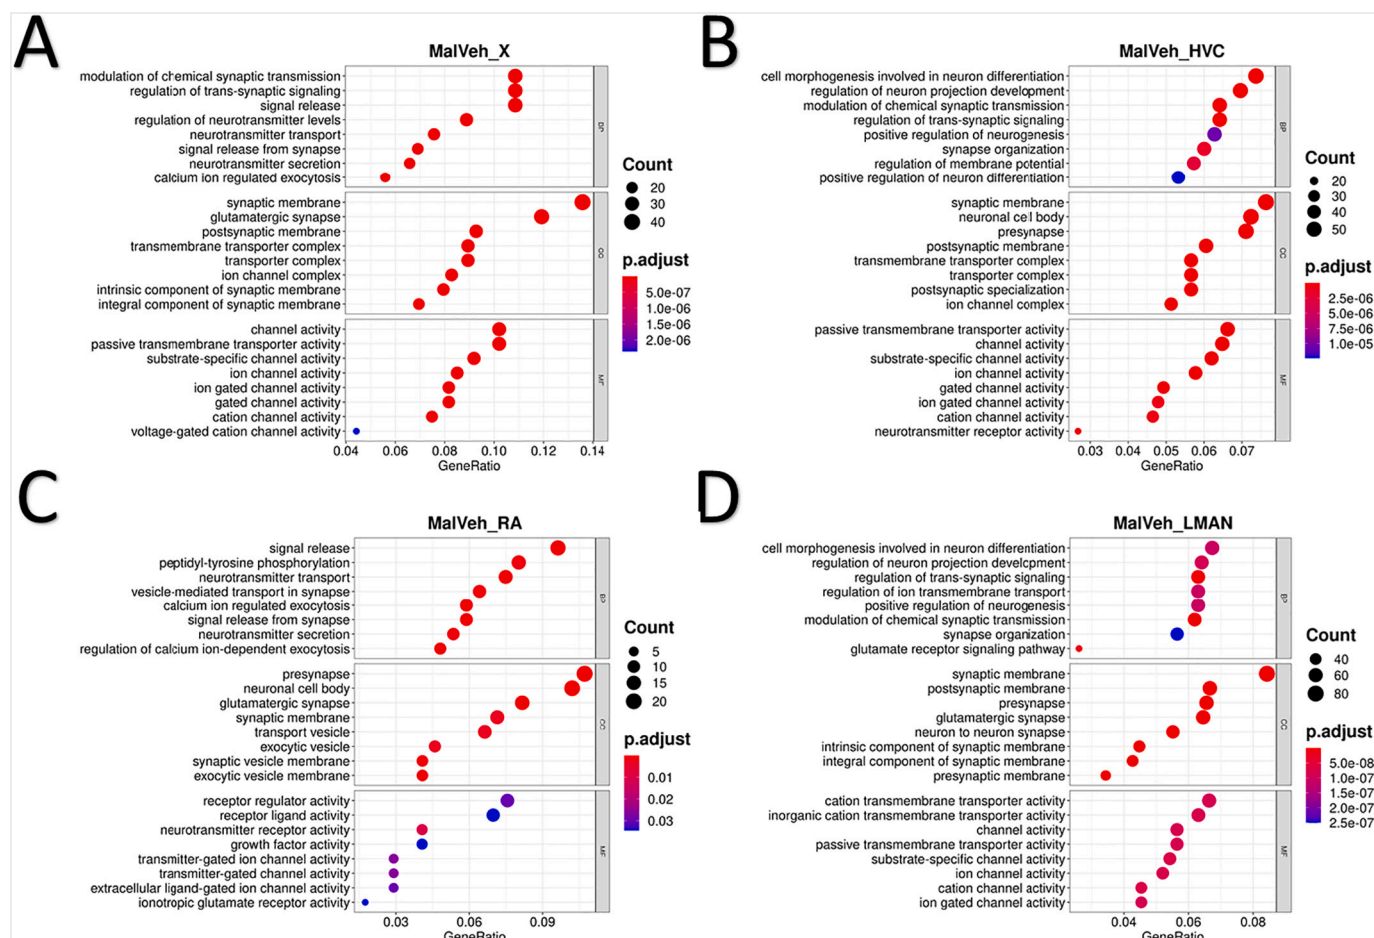 A
MalVeh_X
modulation of chemical synaptic transmission
regulation of trans-synaptic signaling
signal release
regulation of neurotransmitter levels
neurotransmitter transport
signal release from synapse
neurotransmitter secretion
calcium ion regulated exocytosis
BP
synaptic membrane
glutamatergic synapse
postsynaptic membrane
transmembrane transporter complex
transporter complex
ion channel complex
intrinsic component of synaptic membrane
integral component of synaptic membrane
CC
channel activity
passive transmembrane transporter activity
substrate-specific channel activity
ion channel activity
ion gated channel activity
gated channel activity
cation channel activity
voltage-gated cation channel activity
MF
0.04 0.06 0.08 0.10 0.12 0.14
GeneRatio
Count
20
30
40
p.adjust
5.0e-07
1.0e-06
1.5e-06
2.0e-06
B
MalVeh_HVC
cell morphogenesis involved in neuron differentiation
regulation of neuron projection development
modulation of chemical synaptic transmission
regulation of trans-synaptic signaling
positive regulation of neurogenesis
synapse organization
regulation of membrane potential
positive regulation of neuron differentiation
BP
synaptic membrane
neuronal cell body
presynapse
postsynaptic membrane
transmembrane transporter complex
transporter complex
postsynaptic specialization
ion channel complex
CC
passive transmembrane transporter activity
channel activity
substrate-specific channel activity
ion channel activity
gated channel activity
ion gated channel activity
cation channel activity
neurotransmitter receptor activity
MF
0.03 0.04 0.05 0.06 0.07
GeneRatio
Count
20
30
40
50
p.adjust
2.5e-06
5.0e-06
7.5e-06
1.0e-05
C
MalVeh_RA
signal release
peptidyl-tyrosine phosphorylation
neurotransmitter transport
vesicle-mediated transport in synapse
calcium ion regulated exocytosis
signal release from synapse
neurotransmitter secretion
regulation of calcium ion-dependent exocytosis
BP
presynapse
neuronal cell body
glutamatergic synapse
synaptic membrane
transport vesicle
exocytic vesicle
synaptic vesicle membrane
exocytic vesicle membrane
CC
receptor regulator activity
receptor ligand activity
neurotransmitter receptor activity
growth factor activity
transmitter-gated ion channel activity
transmitter-gated channel activity
extracellular ligand-gated ion channel activity
ionotropic glutamate receptor activity
MF
0.03 0.06 0.09
GeneRatio
Count
5
10
15
20
p.adjust
0.01
0.02
0.03
D
MalVeh_LMAN
cell morphogenesis involved in neuron differentiation
regulation of neuron projection development
regulation of trans-synaptic signaling
regulation of ion transmembrane transport
positive regulation of neurogenesis
modulation of chemical synaptic transmission
synapse organization
glutamate receptor signaling pathway
BP
synaptic membrane
postsynaptic membrane
presynapse
glutamatergic synapse
neuron to neuron synapse
intrinsic component of synaptic membrane
integral component of synaptic membrane
presynaptic membrane
CC
cation transmembrane transporter activity
inorganic cation transmembrane transporter activity
channel activity
passive transmembrane transporter activity
substrate-specific channel activity
ion channel activity
cation channel activity
ion gated channel activity
MF
0.04 0.06 0.08
GeneRatio
Count
40
60
80
p.adjust
5.0e-08
1.0e-07
1.5e-07
2.0e-07
2.5e-07